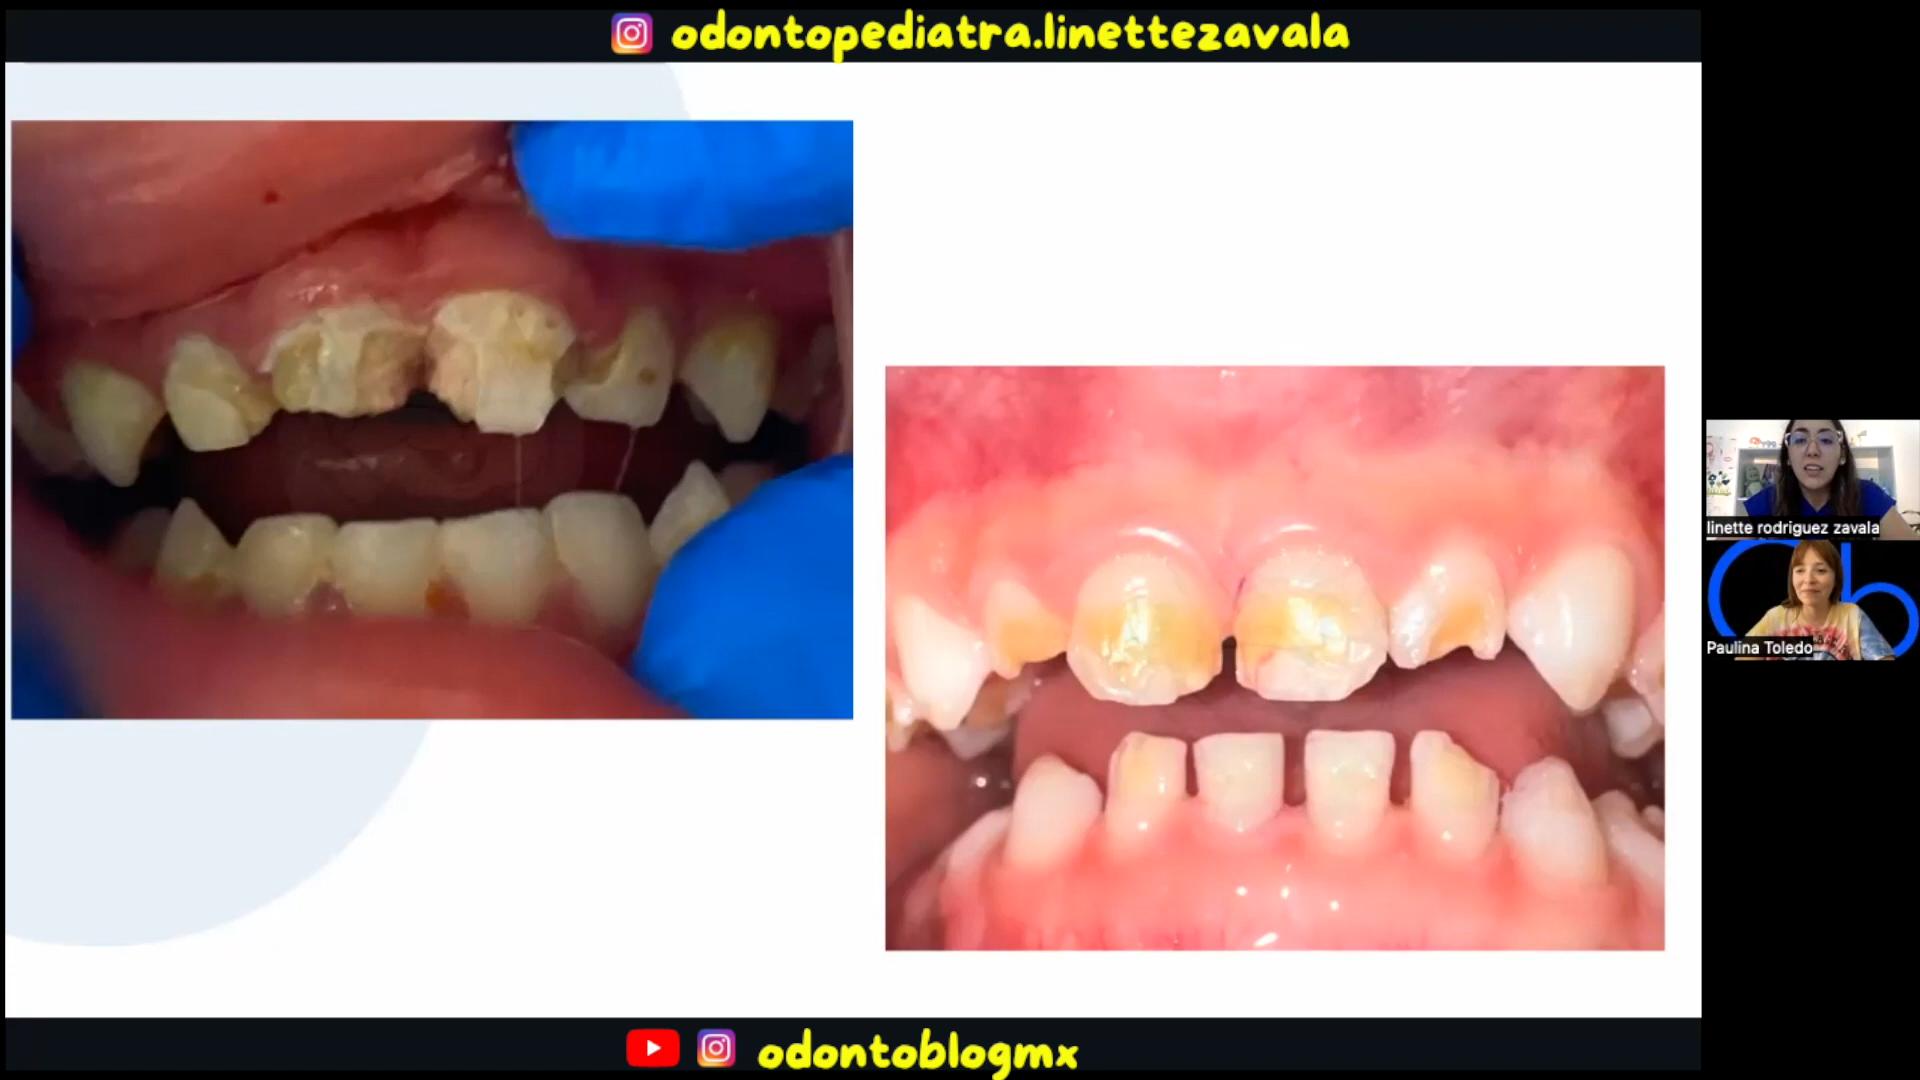 odontopediatra.linettezavala
linette rodriguez zavala
Paulina Toledo
odontoblogmx